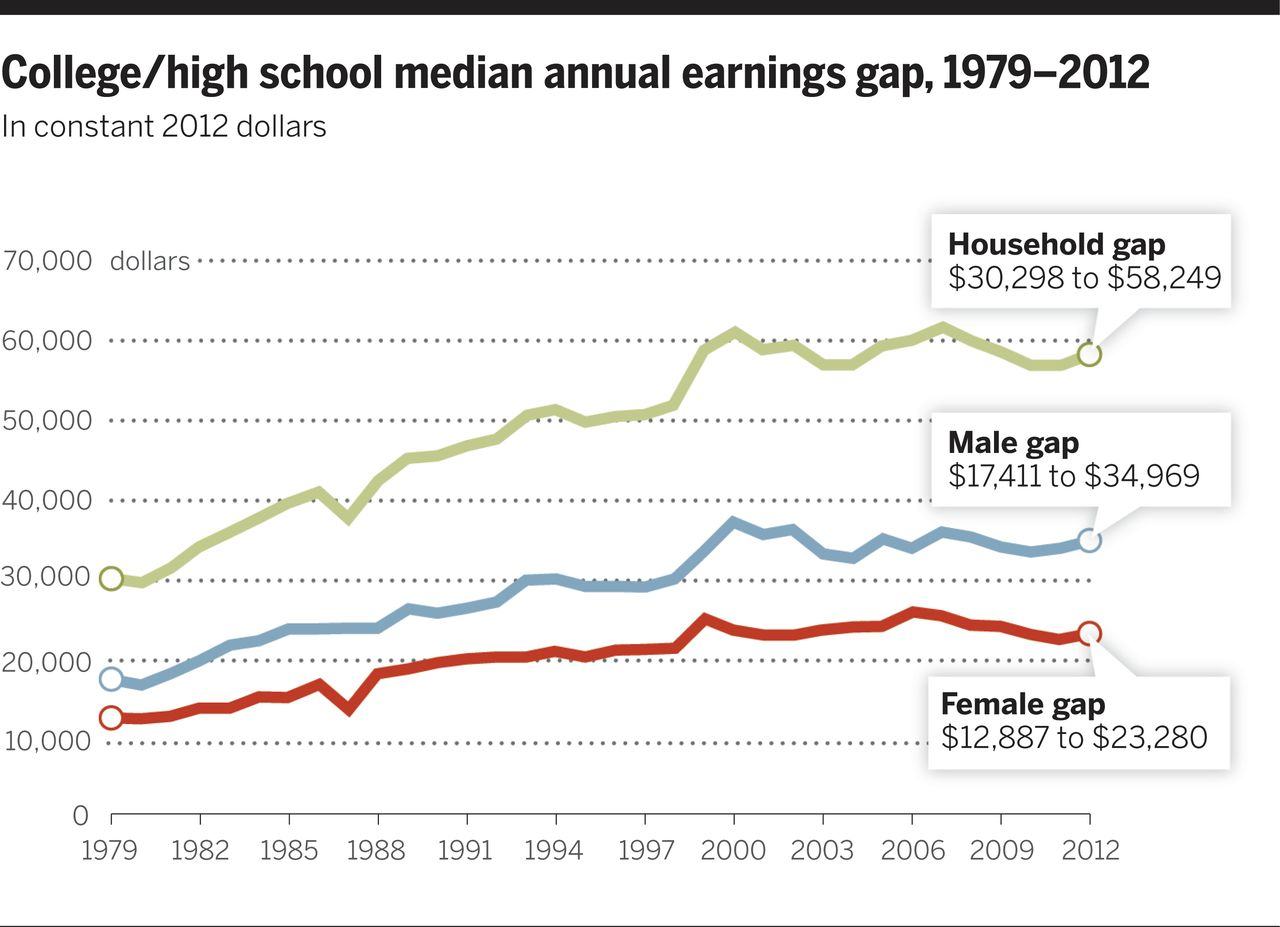 College/high school median annual earnings gap, 1979–2012
In constant 2012 dollars
70,000 dollars
60,000
50,000
40,000
30,000
20,000
10,000
0
Household gap
$30,298 to $58,249
Male gap
$17,411 to $34,969
Female gap
$12,887 to $23,280
1979 1982 1985 1988 1991 1994 1997 2000 2003 2006 2009 2012